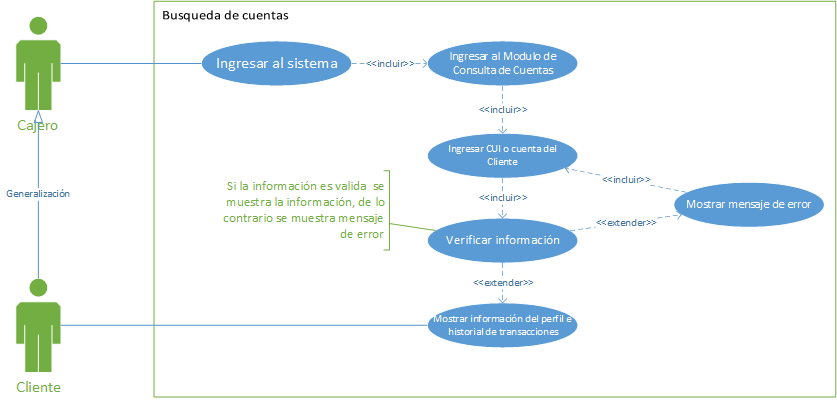 Busqueda de cuentas
Ingresar al sistema
<<incluir>>
Ingresar al Modulo de
Consulta de Cuentas
<<incluir>>
Cajero
Ingresar CUI o cuenta del
Cliente
<<incluir>>
Generalización
Si la información es valida se
muestra la información, de lo
contrario se muestra mensaje
de error
<<incluir>>
Mostrar mensaje de error
<<extender>>
Verificar información
<<extender>>
Mostrar información del perfil e
historial de transacciones
Cliente